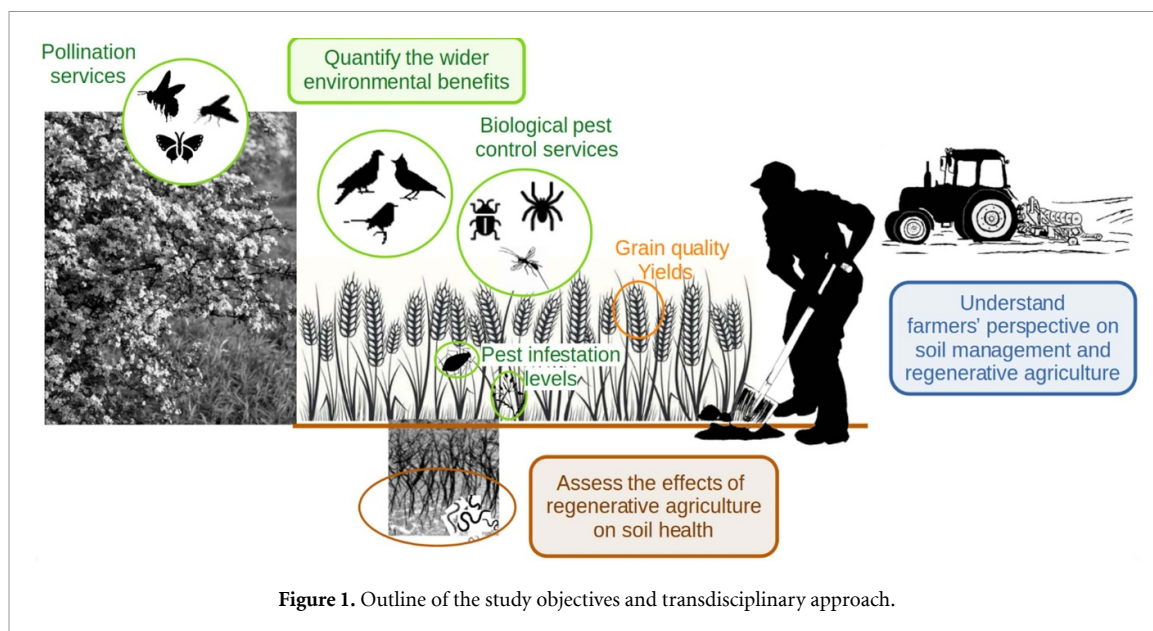 Pollination
services
Quantify the wider
environmental benefits
Biological pest
control services
Grain quality
Yields
Pest infestation
levels
Understand
farmers' perspective on
soil management and
regenerative agriculture
Assess the effects of
regenerative agriculture
on soil health
Figure 1. Outline of the study objectives and transdisciplinary approach.